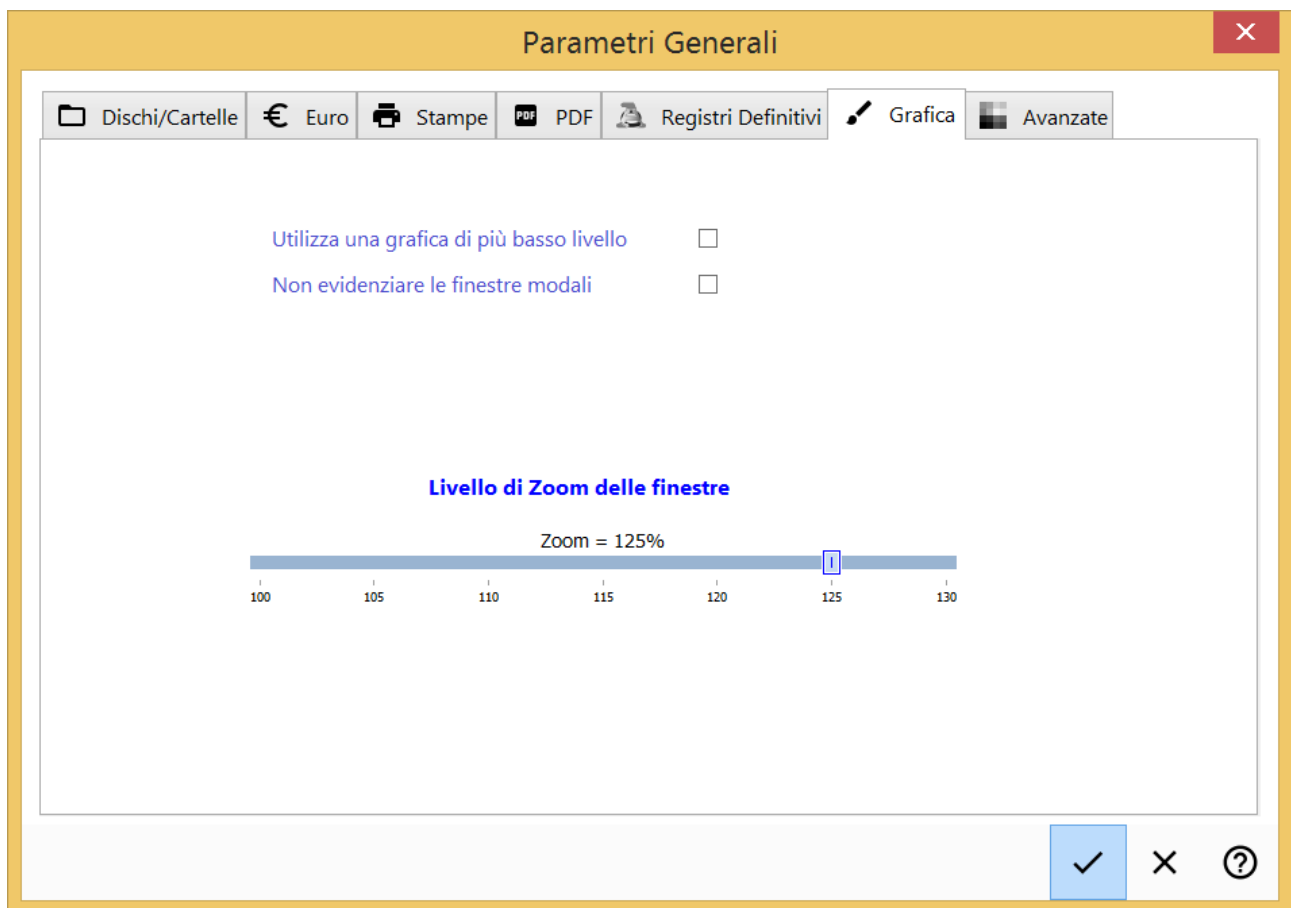 Parametri Generali
Dischi/Cartelle € Euro Stampe PDF PDF Registri Definitivi Grafica Avanzate
Utilizza una grafica di più basso livello
Non evidenziare le finestre modali
Livello di Zoom delle finestre
Zoom = 125%
100 105 110 115 120 125 130